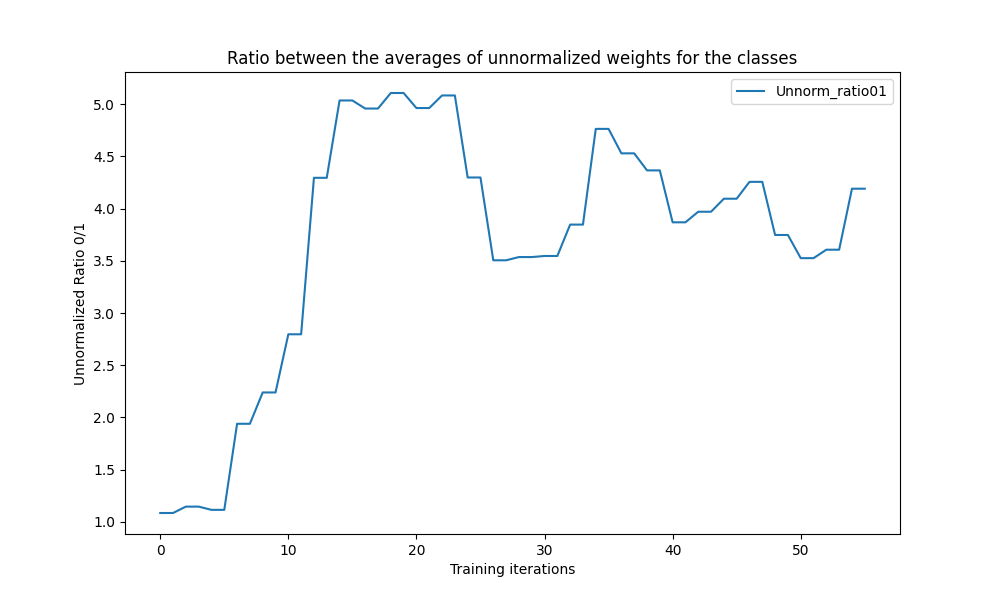 Ratio between the averages of unnormalized weights for the classes
Unnorm_ratio01
5.0
4.5
4.0
3.5
3.0
2.5
2.0
1.5
1.0
Unnormalized Ratio 0/1
0 10 20 30 40 50
Training iterations